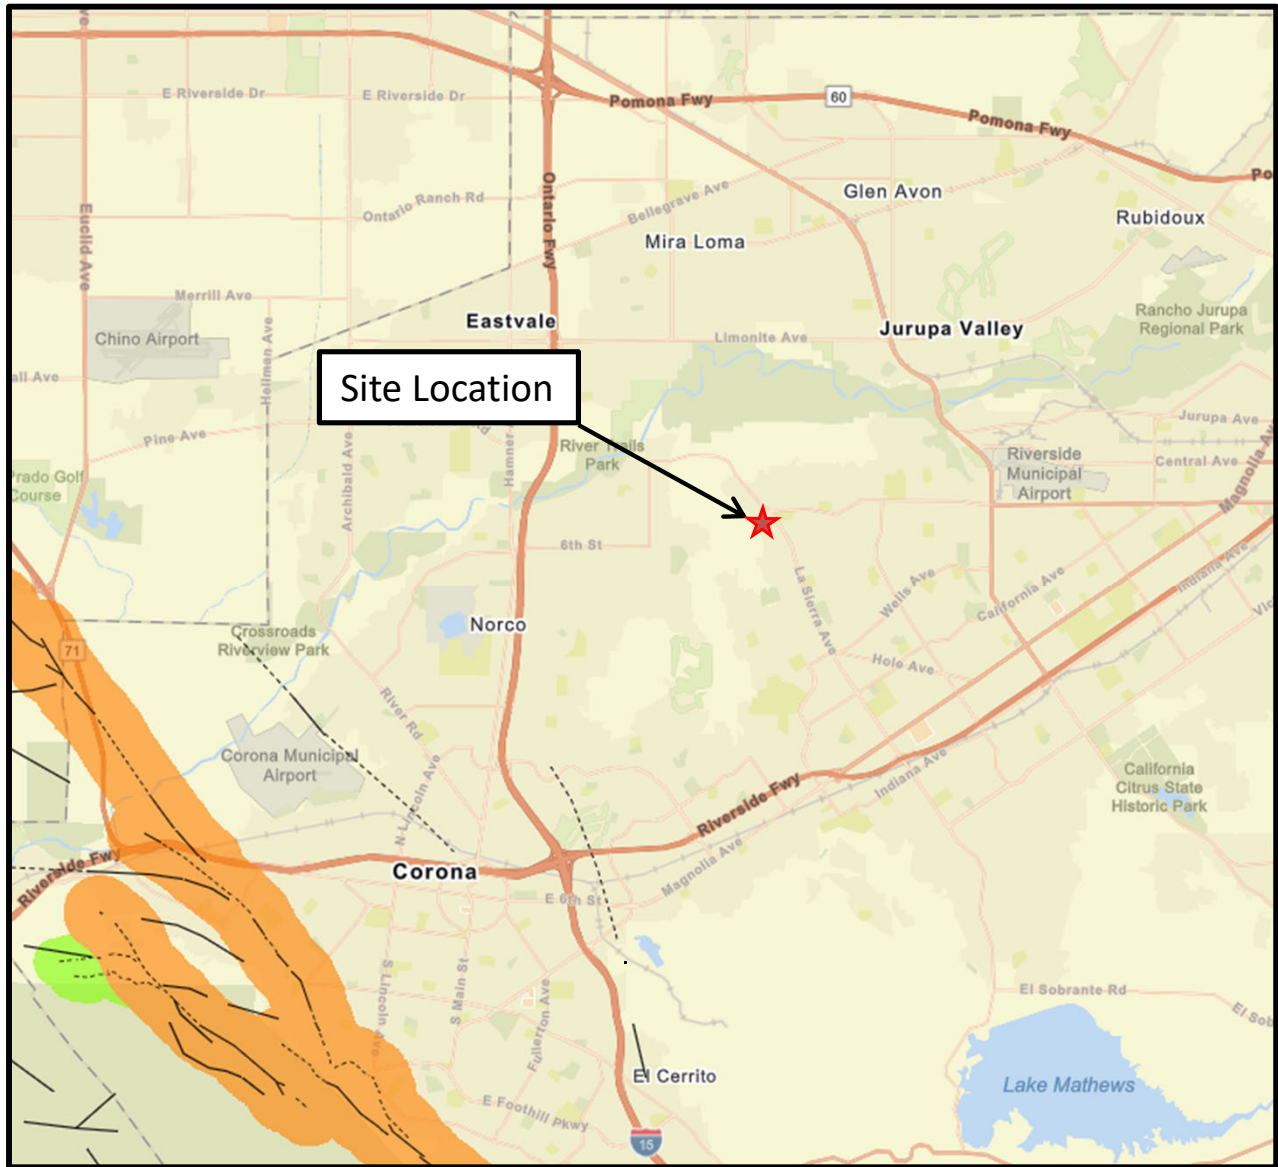 E Riverside Dr
E Riverside Dr
Pomona Fwy
60
Pomona Fwy
Po
Euclid Ave
Ontario Fwy
Ontario Ranch Rd
Bellegrave Ave
Glen Avon
Rubidoux
Mira Loma
Merrill Ave
Chino Airport
Hellman Ave
Eastvale
Limonite Ave
Jurupa Valley
Rancho Jurupa
Regional Park
all Ave
Site Location
Pine Ave
Archibald Ave
Hamner
Rd
River Trails
Park
Jurupa Ave
Central Ave
Magnolia Av
Riverside
Municipal
Airport
Prado Golf
Course
6th St
La Sierra Ave
Wells Ave
California Ave
Indiana Ave
Vic
Norco
Crossroads
Riverview Park
71
Hole Ave
River Rd
Corona Municipal
Airport
N Lincoln Ave
Riverside Fwy
Indiana Ave
California
Citrus State
Historic Park
Riverside Fwy
Corona
Magnolia Ave
E 6th St
S Lincoln Ave
S Main St
Fullerton Ave
El Sobrante Rd
El Sob
El Cerrito
Lake Mathews
E Foothill Pkwy
15